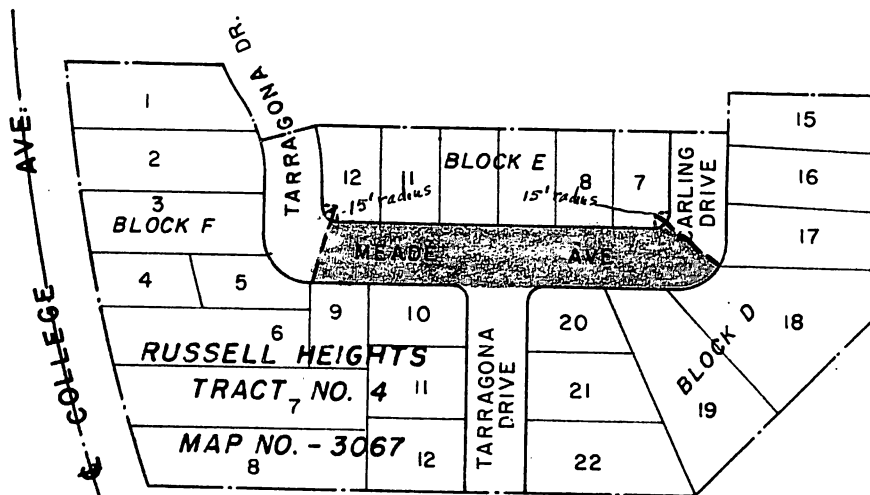 TARRAGONA DR.
℄ COLLEGE AVE.
1
2
3
BLOCK F
4
5
6
7
8
TARRAGONA
12
11
BLOCK E
8
7
15' radius
15' radius
ARLING
DRIVE
15
16
17
18
BLOCK D
19
MEADE AVE.
9
10
11
12
TARRAGONA
DRIVE
20
21
22
RUSSELL HEIGHTS
TRACT NO. 4
MAP NO. - 3067